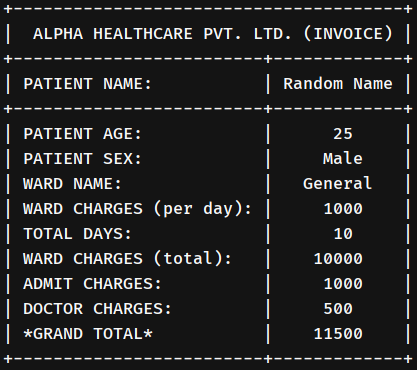 ALPHA HEALTHCARE PVT. LTD. (INVOICE)
PATIENT NAME: Random Name
PATIENT AGE: 25
PATIENT SEX: Male
WARD NAME: General
WARD CHARGES (per day): 1000
TOTAL DAYS: 10
WARD CHARGES (total): 10000
ADMIT CHARGES: 1000
DOCTOR CHARGES: 500
*GRAND TOTAL* 11500